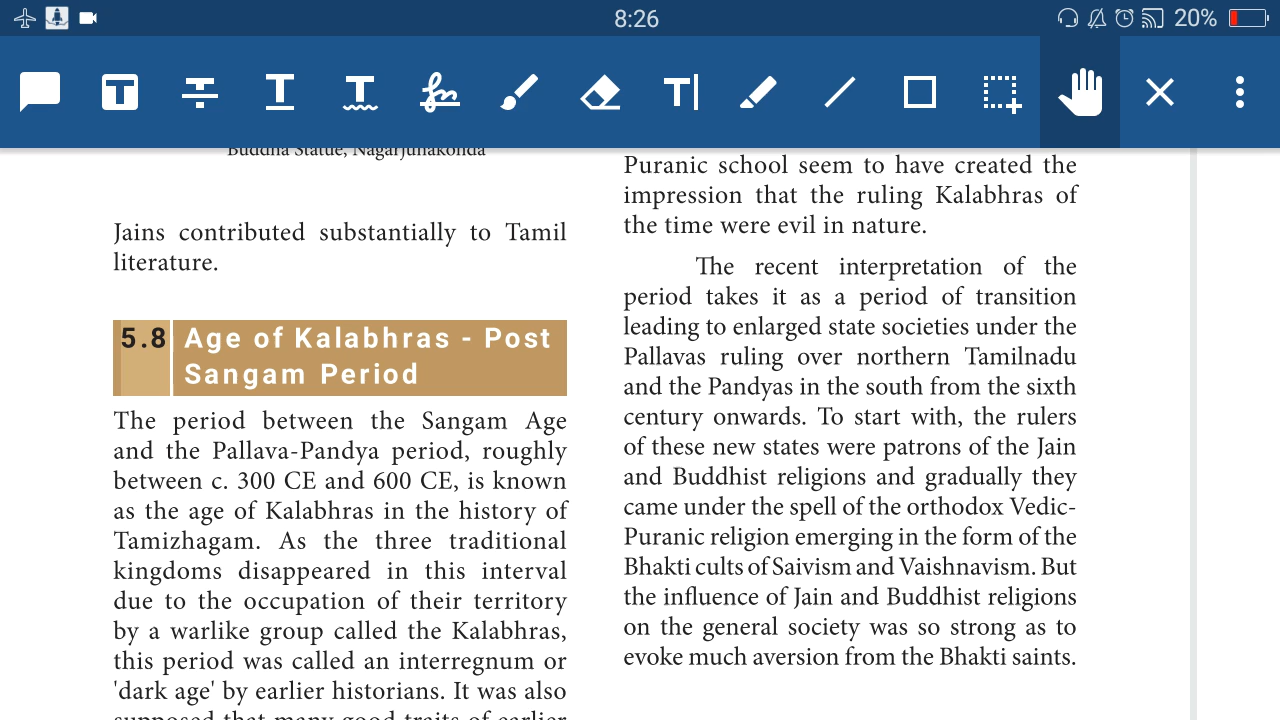 8:26
20%
Buddha Statue, Nagarjunakonda
Jains contributed substantially to Tamil
literature.
5.8 Age of Kalabhras - Post
Sangam Period
The period between the Sangam Age
and the Pallava-Pandya period, roughly
between c. 300 CE and 600 CE, is known
as the age of Kalabhras in the history of
Tamizhagam. As the three traditional
kingdoms disappeared in this interval
due to the occupation of their territory
by a warlike group called the Kalabhras,
this period was called an interregnum or
'dark age' by earlier historians. It was also
supposed that many good traits of earlier
Puranic school seem to have created the
impression that the ruling Kalabhras of
the time were evil in nature.
The recent interpretation of the
period takes it as a period of transition
leading to enlarged state societies under the
Pallavas ruling over northern Tamilnadu
and the Pandyas in the south from the sixth
century onwards. To start with, the rulers
of these new states were patrons of the Jain
and Buddhist religions and gradually they
came under the spell of the orthodox Vedic-
Puranic religion emerging in the form of the
Bhakti cults of Saivism and Vaishnavism. But
the influence of Jain and Buddhist religions
on the general society was so strong as to
evoke much aversion from the Bhakti saints.